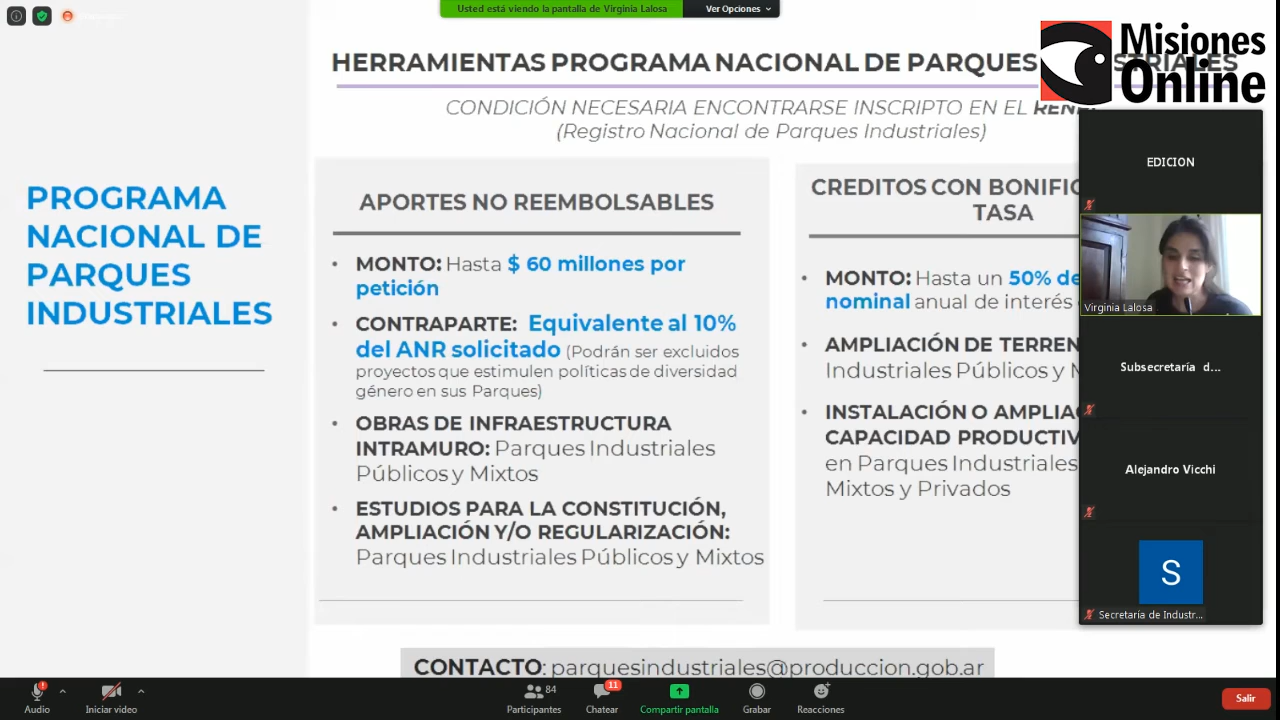 Usted está viendo la pantalla de Virginia Lalosa
Ver Opciones
Misiones
Online
HERRAMIENTAS PROGRAMA NACIONAL DE PARQUES
CONDICIÓN NECESARIA ENCONTRARSE INSCRIPTO EN EL
(Registro Nacional de Parques Industriales)
PROGRAMA
NACIONAL DE
PARQUES
INDUSTRIALES
APORTES NO REEMBOLSABLES
• MONTO: Hasta $ 60 millones por
petición
• CONTRAPARTE: Equivalente al 10%
del ANR solicitado (Podrán ser excluidos
proyectos que estimulen políticas de diversidad
género en sus Parques)
• OBRAS DE INFRAESTRUCTURA
INTRAMURO: Parques Industriales
Públicos y Mixtos
• ESTUDIOS PARA LA CONSTITUCIÓN,
AMPLIACIÓN Y/O REGULARIZACIÓN:
Parques Industriales Públicos y Mixtos
CREDITOS CON
TASA
• MONTO: Hasta un 50%
nominal anual de interés
• AMPLIACIÓN DE
Industriales Públicos y
• INSTALACIÓN O
CAPACIDAD
en Parques Industriales
Mixtos y Privados
CONTACTO: parquesindustriales@produccion.gob.ar
EDICION
Virginia Lalosa
Subsecretaría d...
Alejandro Vicchi
S
Secretaría de Industr...
Audio
Iniciar video
84
Participantes
11
Chatear
Compartir pantalla
Grabar
Reacciones
Salir